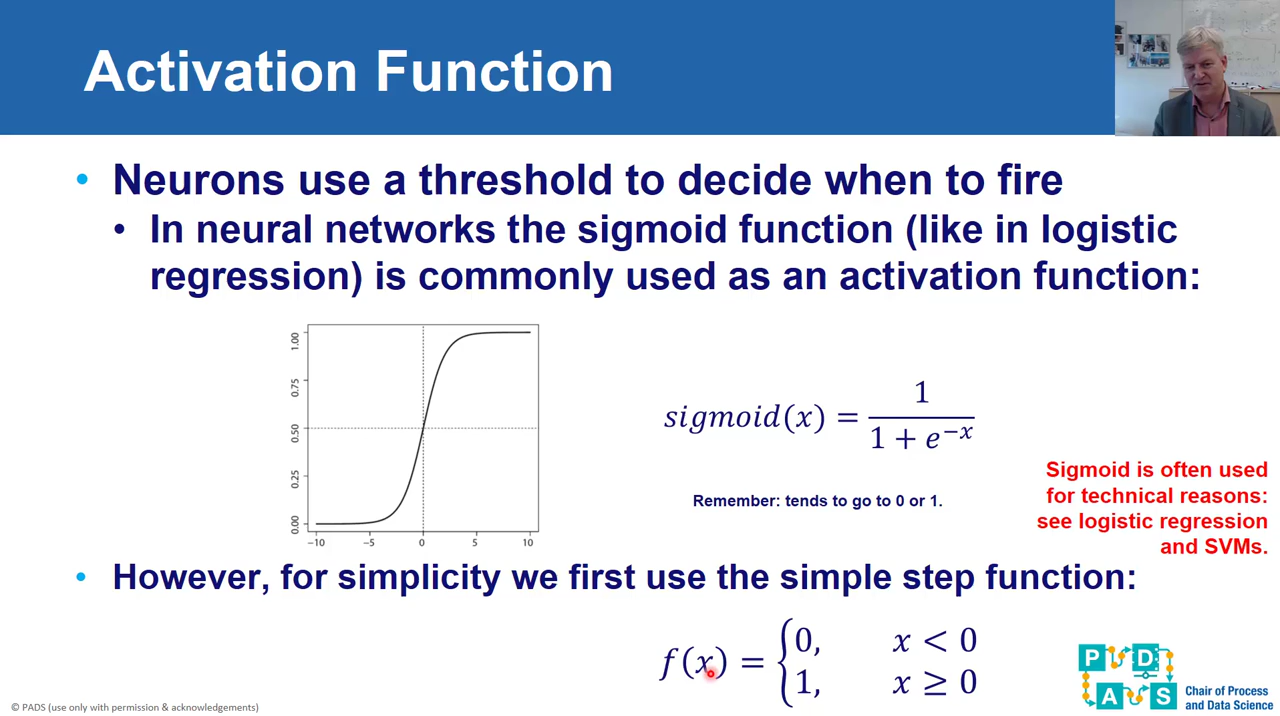 Activation Function
• Neurons use a threshold to decide when to fire
• In neural networks the sigmoid function (like in logistic
regression) is commonly used as an activation function:
1.00
0.75
0.50
0.25
0.00
−10 −5 0 5 10
sigmoid(x) = 1 / (1 + e^−x)
Remember: tends to go to 0 or 1.
Sigmoid is often used
for technical reasons:
see logistic regression
and SVMs.
• However, for simplicity we first use the simple step function:
f(x) = { 0, x < 0
1, x ≥ 0
P D
A S
Chair of Process
and Data Science
© PADS (use only with permission & acknowledgements)